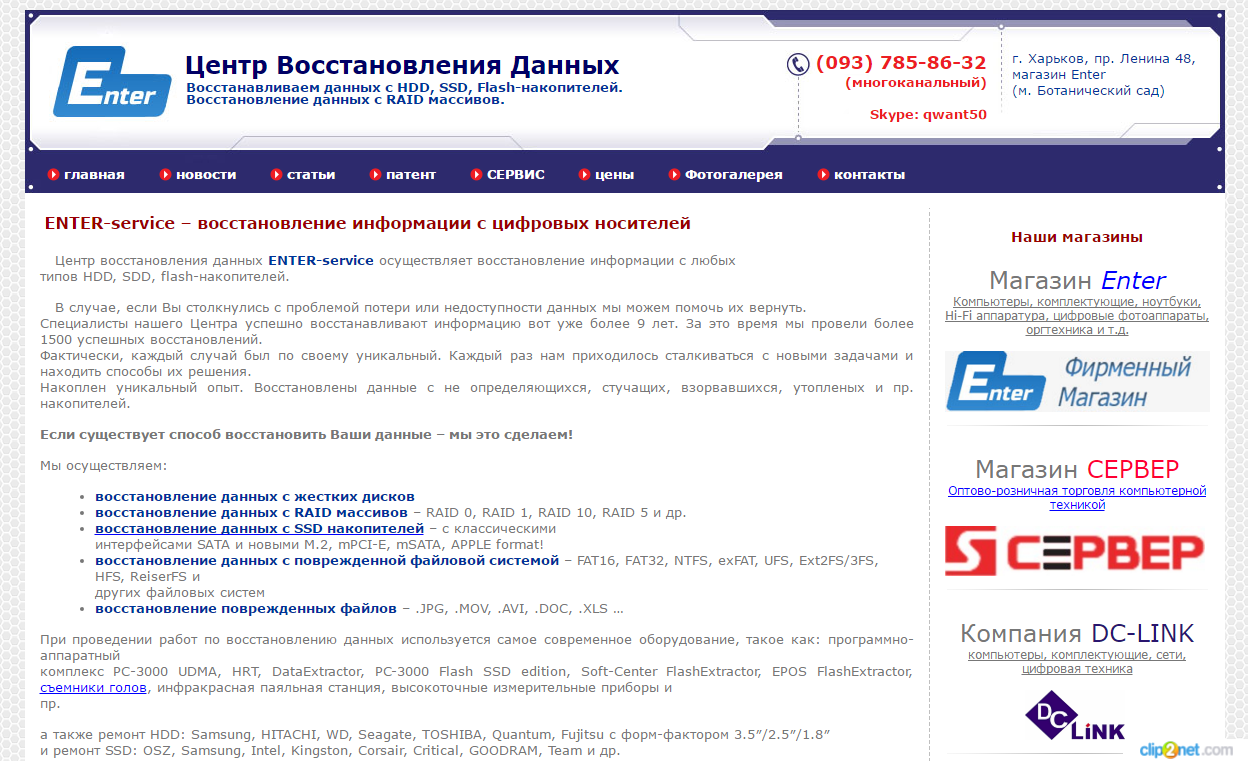 Enter
Центр Восстановления Данных
Восстанавливаем данных с HDD, SSD, Flash-накопителей.
Восстановление данных с RAID массивов.
(093) 785-86-32
(многоканальный)
Skype: qwant50
г. Харьков, пр. Ленина 48,
магазин Enter
(м. Ботанический сад)
главная
новости
статьи
патент
СЕРВИС
цены
Фотогалерея
контакты
ENTER-service – восстановление информации с цифровых носителей
Центр восстановления данных ENTER-service осуществляет восстановление информации с любых
типов HDD, SDD, flash-накопителей.
В случае, если Вы столкнулись с проблемой потери или недоступности данных мы можем помочь их вернуть.
Специалисты нашего Центра успешно восстанавливают информацию вот уже более 9 лет. За это время мы провели более
1500 успешных восстановлений.
Фактически, каждый случай был по своему уникальный. Каждый раз нам приходилось сталкиваться с новыми задачами и
находить способы их решения.
Накоплен уникальный опыт. Восстановлены данные с не определяющихся, стучащих, взорвавшихся, утопленых и пр.
накопителей.
Если существует способ восстановить Ваши данные – мы это сделаем!
Мы осуществляем:
• восстановление данных с жестких дисков
• восстановление данных с RAID массивов – RAID 0, RAID 1, RAID 10, RAID 5 и др.
• восстановление данных с SSD накопителей – с классическими
интерфейсами SATA и новыми M.2, mPCI-E, mSATA, APPLE format!
• восстановление данных с поврежденной файловой системой – FAT16, FAT32, NTFS, exFAT, UFS, Ext2FS/3FS,
HFS, ReiserFS и
других файловых систем
• восстановление поврежденных файлов – .JPG, .MOV, .AVI, .DOC, .XLS ...
При проведении работ по восстановлению данных используется самое современное оборудование, такое как: программно-
аппаратный
комплекс PC-3000 UDMA, HRT, DataExtractor, PC-3000 Flash SSD edition, Soft-Center FlashExtractor, EPOS FlashExtractor,
съемники голов, инфракрасная паяльная станция, высокоточные измерительные приборы и
пр.
а также ремонт HDD: Samsung, HITACHI, WD, Seagate, TOSHIBA, Quantum, Fujitsu с форм-фактором 3.5″/2.5″/1.8″
и ремонт SSD: OSZ, Samsung, Intel, Kingston, Corsair, Critical, GOODRAM, Team и др.
Наши магазины
Магазин Enter
Компьютеры, комплектующие, ноутбуки,
Hi-Fi аппаратура, цифровые фотоаппараты,
оргтехника и т.д.
Enter
Фирменный
Магазин
Магазин СЕРВЕР
Оптово-розничная торговля компьютерной
техникой
СЕРВЕР
Компания DC-LINK
компьютеры, комплектующие, сети,
цифровая техника
DC LiNK
clip2net.com